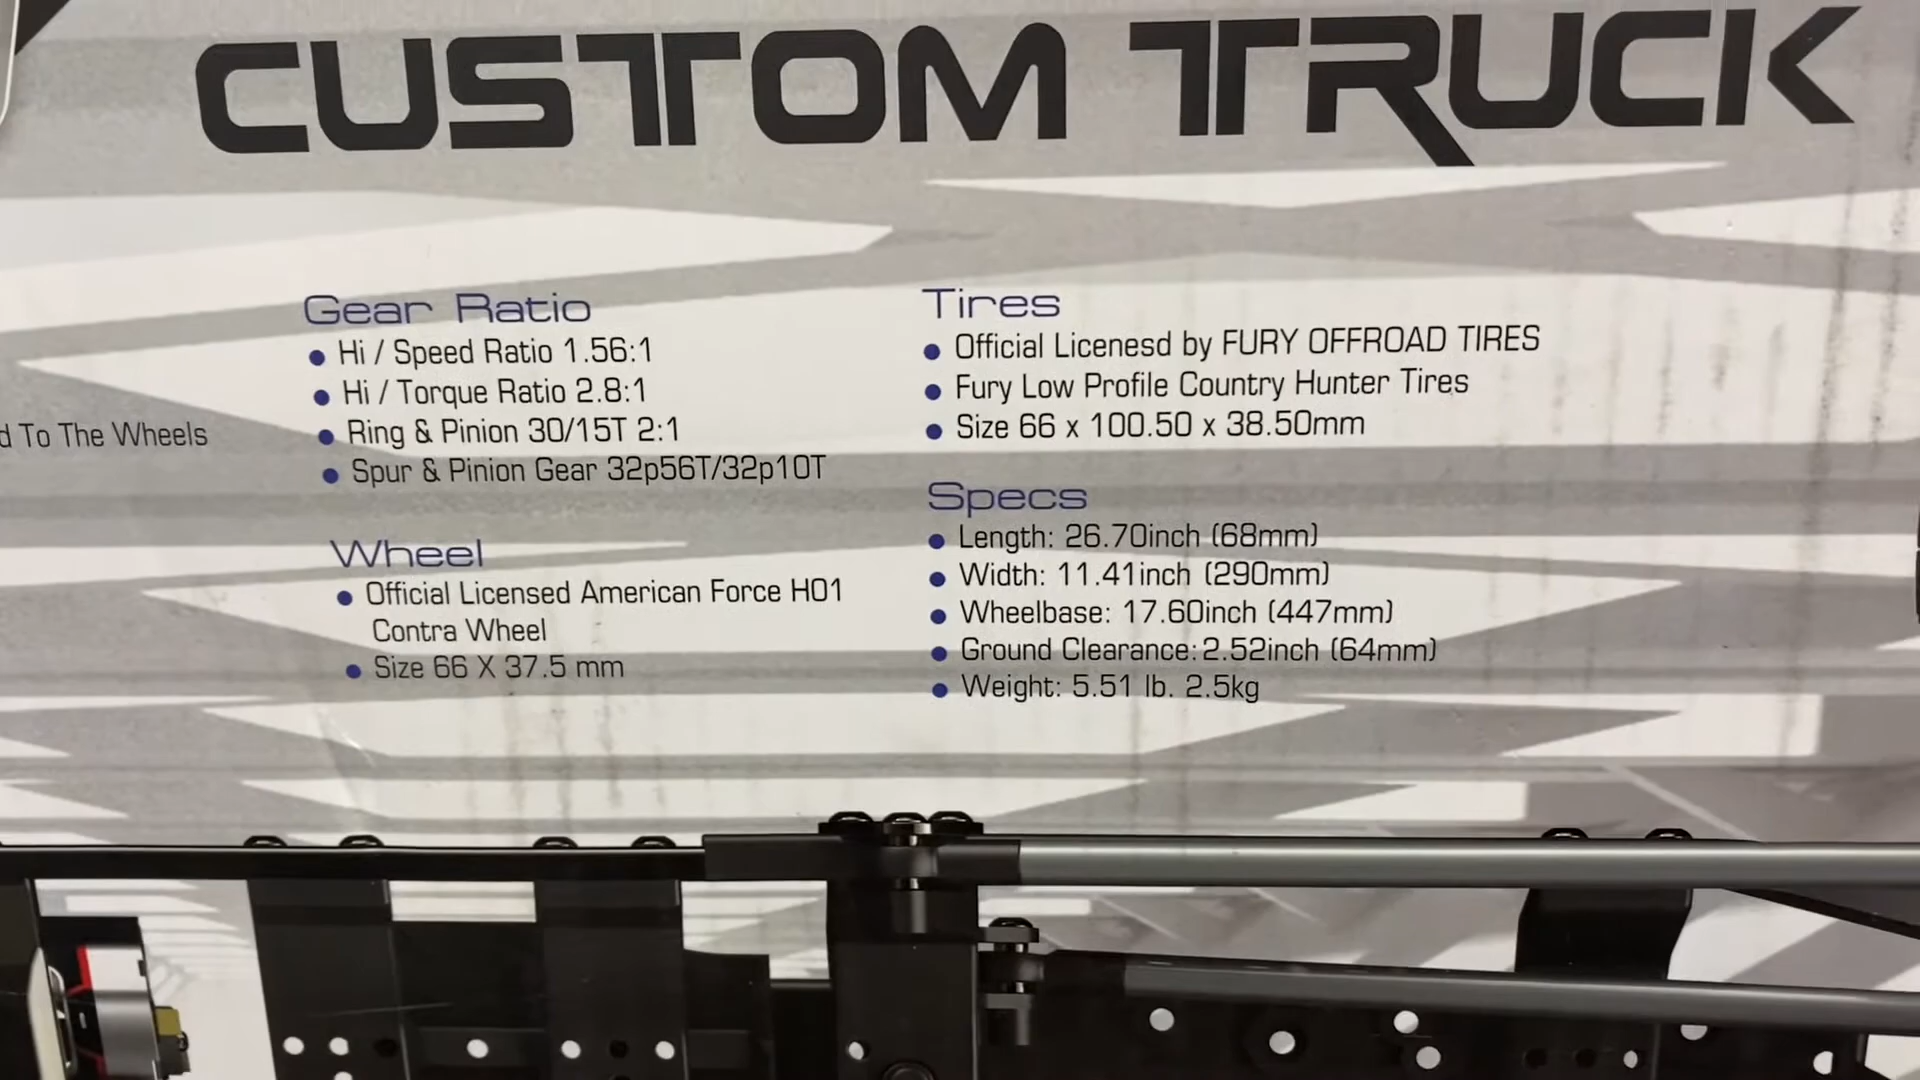 CUSTOM TRUCK
d To The Wheels
Gear Ratio
Hi / Speed Ratio 1.56:1
Hi / Torque Ratio 2.8:1
Ring & Pinion 30/15T 2:1
Spur & Pinion Gear 32p56T/32p10T
Wheel
Official Licensed American Force H01
Contra Wheel
Size 66 X 37.5 mm
Tires
Official Licenesd by FURY OFFROAD TIRES
Fury Low Profile Country Hunter Tires
Size 66 x 100.50 x 38.50mm
Specs
Length: 26.70inch (68mm)
Width: 11.41inch (290mm)
Wheelbase: 17.60inch (447mm)
Ground Clearance: 2.52inch (64mm)
Weight: 5.51 lb. 2.5kg